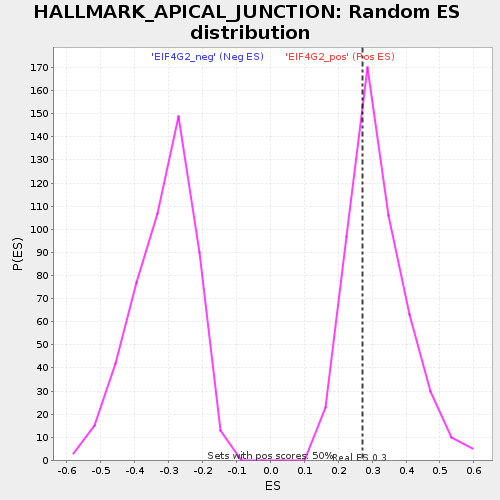 HALLMARK_APICAL_JUNCTION: Random ES
distribution
'EIF4G2_neg' (Neg ES) 'EIF4G2_pos' (Pos ES)
170
160
150
140
130
120
110
100
90
80
70
60
50
40
30
20
10
0
P(ES)
Sets with pos scores: 50%
Real ES 0.3
-0.6 -0.5 -0.4 -0.3 -0.2 -0.1 0.0 0.1 0.2 0.3 0.4 0.5 0.6
ES